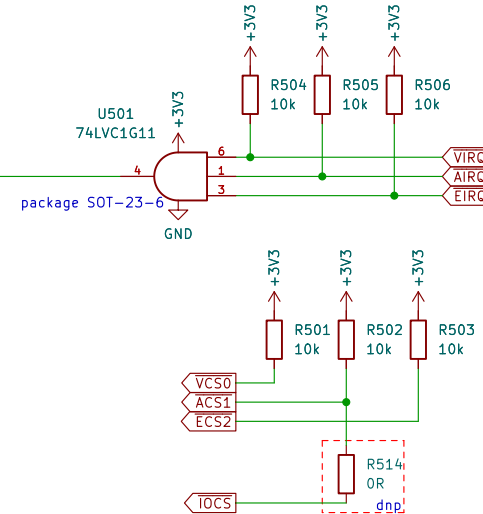 +3V3
+3V3
+3V3
R504
10k
R505
10k
R506
10k
U501
74LVC1G11
+3V3
6
VIRQ
4
1
AIRQ
3
EIRQ
package SOT-23-6
GND
+3V3
+3V3
+3V3
R501
10k
R502
10k
R503
10k
VCS0
ACS1
ECS2
R514
0R
dnp
IOCS